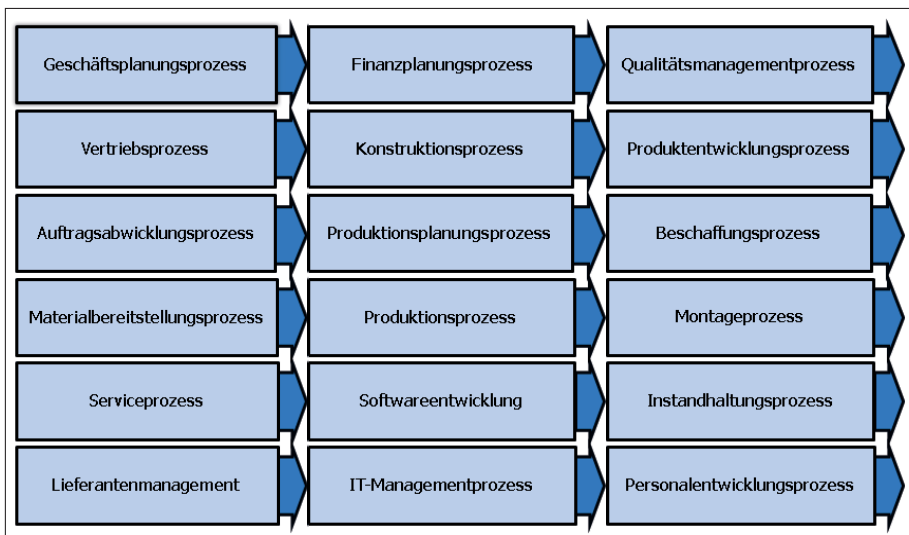 Geschäftsplanungsprozess
Finanzplanungsprozess
Qualitätsmanagementprozess
Vertriebsprozess
Konstruktionsprozess
Produktentwicklungsprozess
Auftragsabwicklungsprozess
Produktionsplanungsprozess
Beschaffungsprozess
Materialbereitstellungsprozess
Produktionsprozess
Montageprozess
Serviceprozess
Softwareentwicklung
Instandhaltungsprozess
Lieferantenmanagement
IT-Managementprozess
Personalentwicklungsprozess